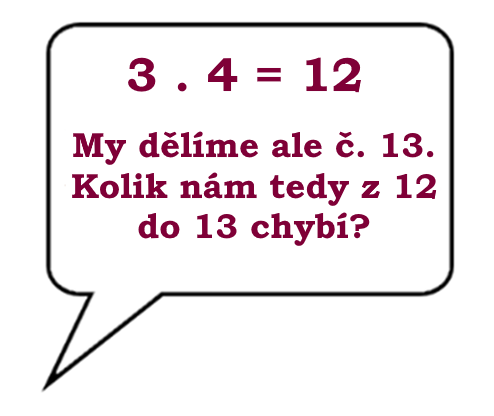 3 . 4 = 12
My dělíme ale č. 13.
Kolik nám tedy z 12
do 13 chybí?